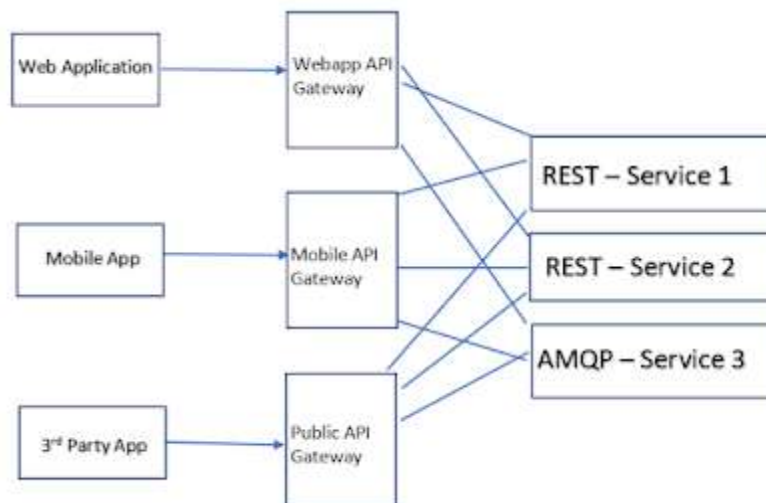 Web Application
Webapp API
Gateway
REST – Service 1
Mobile App
Mobile API
Gateway
REST – Service 2
AMQP – Service 3
3rd Party App
Public API
Gateway